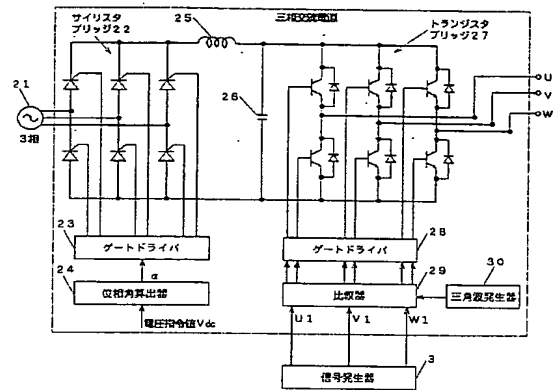 三相交流電源
サイリスタ
ブリッジ22
25
トランジスタ
ブリッジ27
21
3相
26
U
V
W
23
ゲートドライバ
α
24
位相角算出器
電圧指令値Vdc
28
ゲートドライバ
29
比較器
30
三角波発生器
U1
V1
W1
3
信号発生器